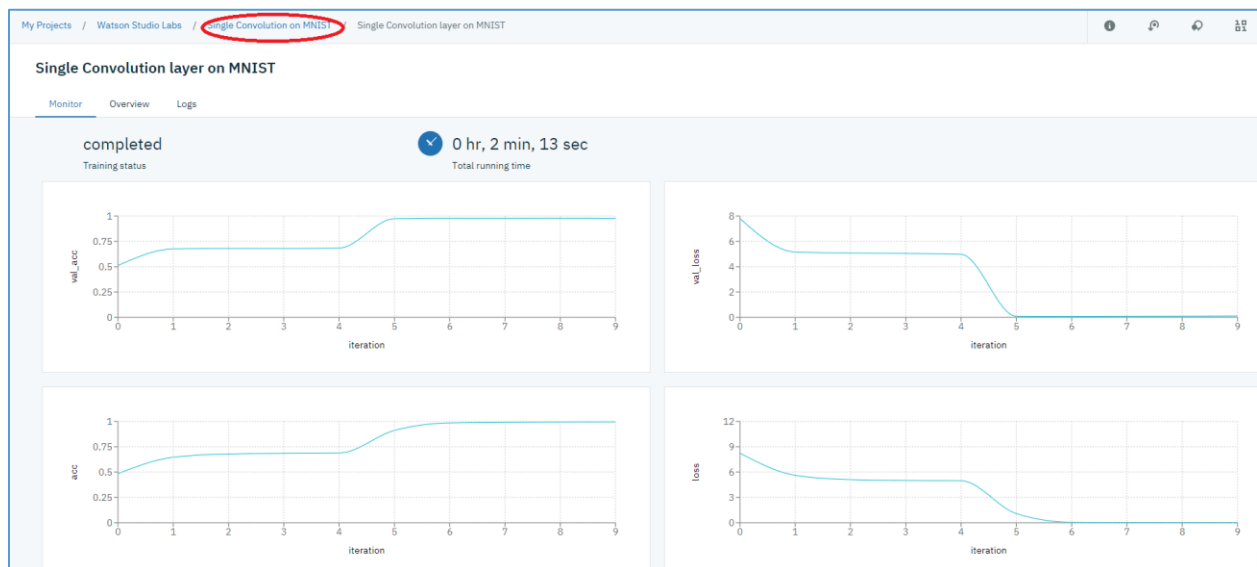 My Projects / Watson Studio Labs / Single Convolution on MNIST / Single Convolution layer on MNIST
Single Convolution layer on MNIST
Monitor Overview Logs
completed
Training status
0 hr, 2 min, 13 sec
Total running time
val_acc
1
0.75
0.5
0.25
0
0 1 2 3 4 5 6 7 8 9
iteration
val_loss
8
6
4
2
0
0 1 2 3 4 5 6 7 8 9
iteration
acc
1
0.75
0.5
0.25
0
0 1 2 3 4 5 6 7 8 9
iteration
loss
12
9
6
3
0
0 1 2 3 4 5 6 7 8 9
iteration